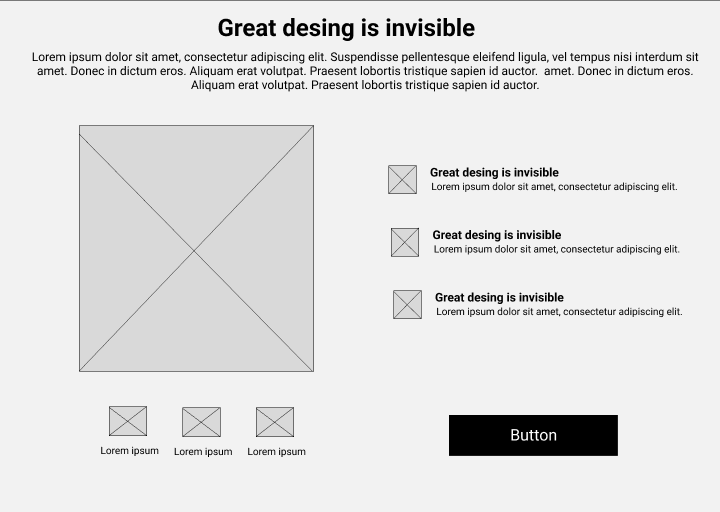 Great desing is invisible
Lorem ipsum dolor sit amet, consectetur adipiscing elit. Suspendisse pellentesque eleifend ligula, vel tempus nisi interdum sit
amet. Donec in dictum eros. Aliquam erat volutpat. Praesent lobortis tristique sapien id auctor.  amet. Donec in dictum eros.
Aliquam erat volutpat. Praesent lobortis tristique sapien id auctor.
Great desing is invisible
Lorem ipsum dolor sit amet, consectetur adipiscing elit.
Great desing is invisible
Lorem ipsum dolor sit amet, consectetur adipiscing elit.
Great desing is invisible
Lorem ipsum dolor sit amet, consectetur adipiscing elit.
Lorem ipsum
Lorem ipsum
Lorem ipsum
Button